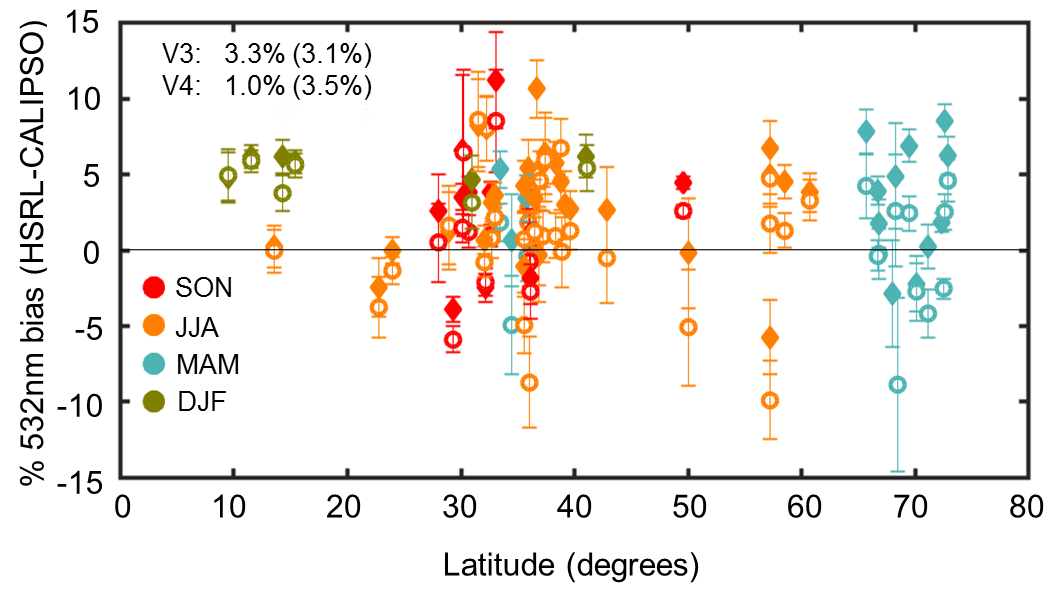 % 532nm bias (HSRL-CALIPSO)
15
10
5
0
-5
-10
-15
V3: 3.3% (3.1%)
V4: 1.0% (3.5%)
SON
JJA
MAM
DJF
0 10 20 30 40 50 60 70 80
Latitude (degrees)